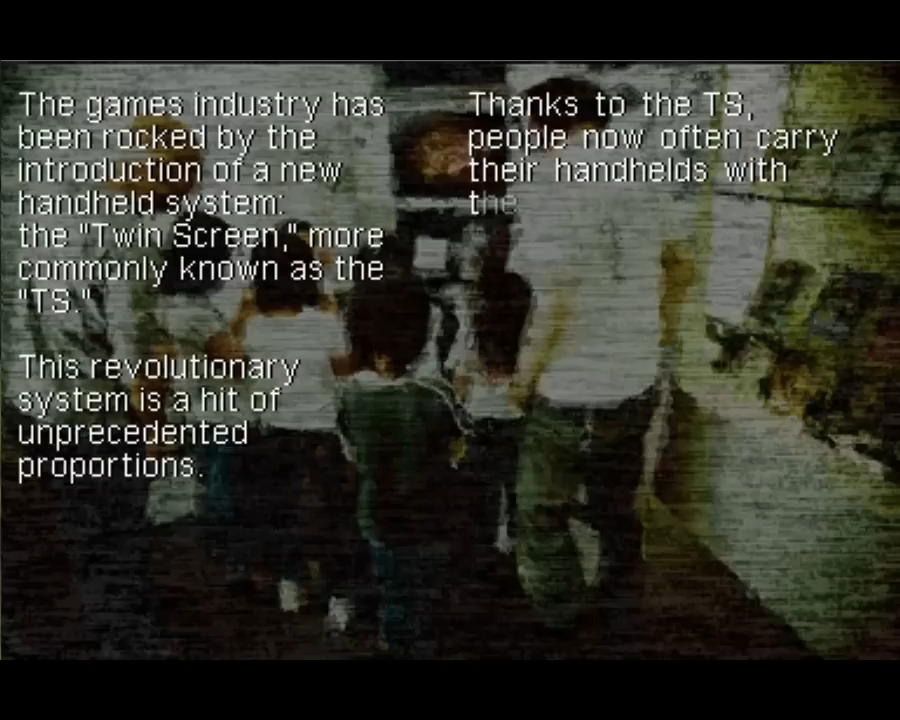 The games industry has
been rocked by the
introduction of a new
handheld system:
the "Twin Screen," more
commonly known as the
"TS."
This revolutionary
system is a hit of
unprecedented
proportions.
Thanks to the TS,
people now often carry
their handhelds with
the